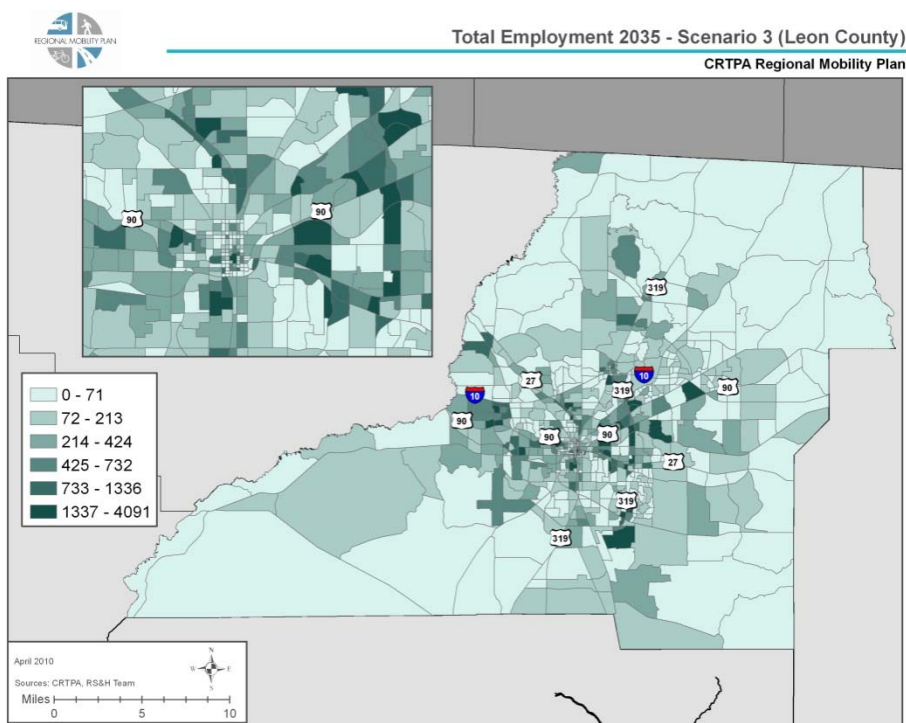 REGIONAL MOBILITY PLAN
Total Employment 2035 - Scenario 3 (Leon County)
CRTPA Regional Mobility Plan
90
90
319
10
27
319
90
10
90
90
90
27
319
319
0 - 71
72 - 213
214 - 424
425 - 732
733 - 1336
1337 - 4091
April 2010
N
W E
S
Sources: CRTPA, RS&H Team
Miles
0 5 10